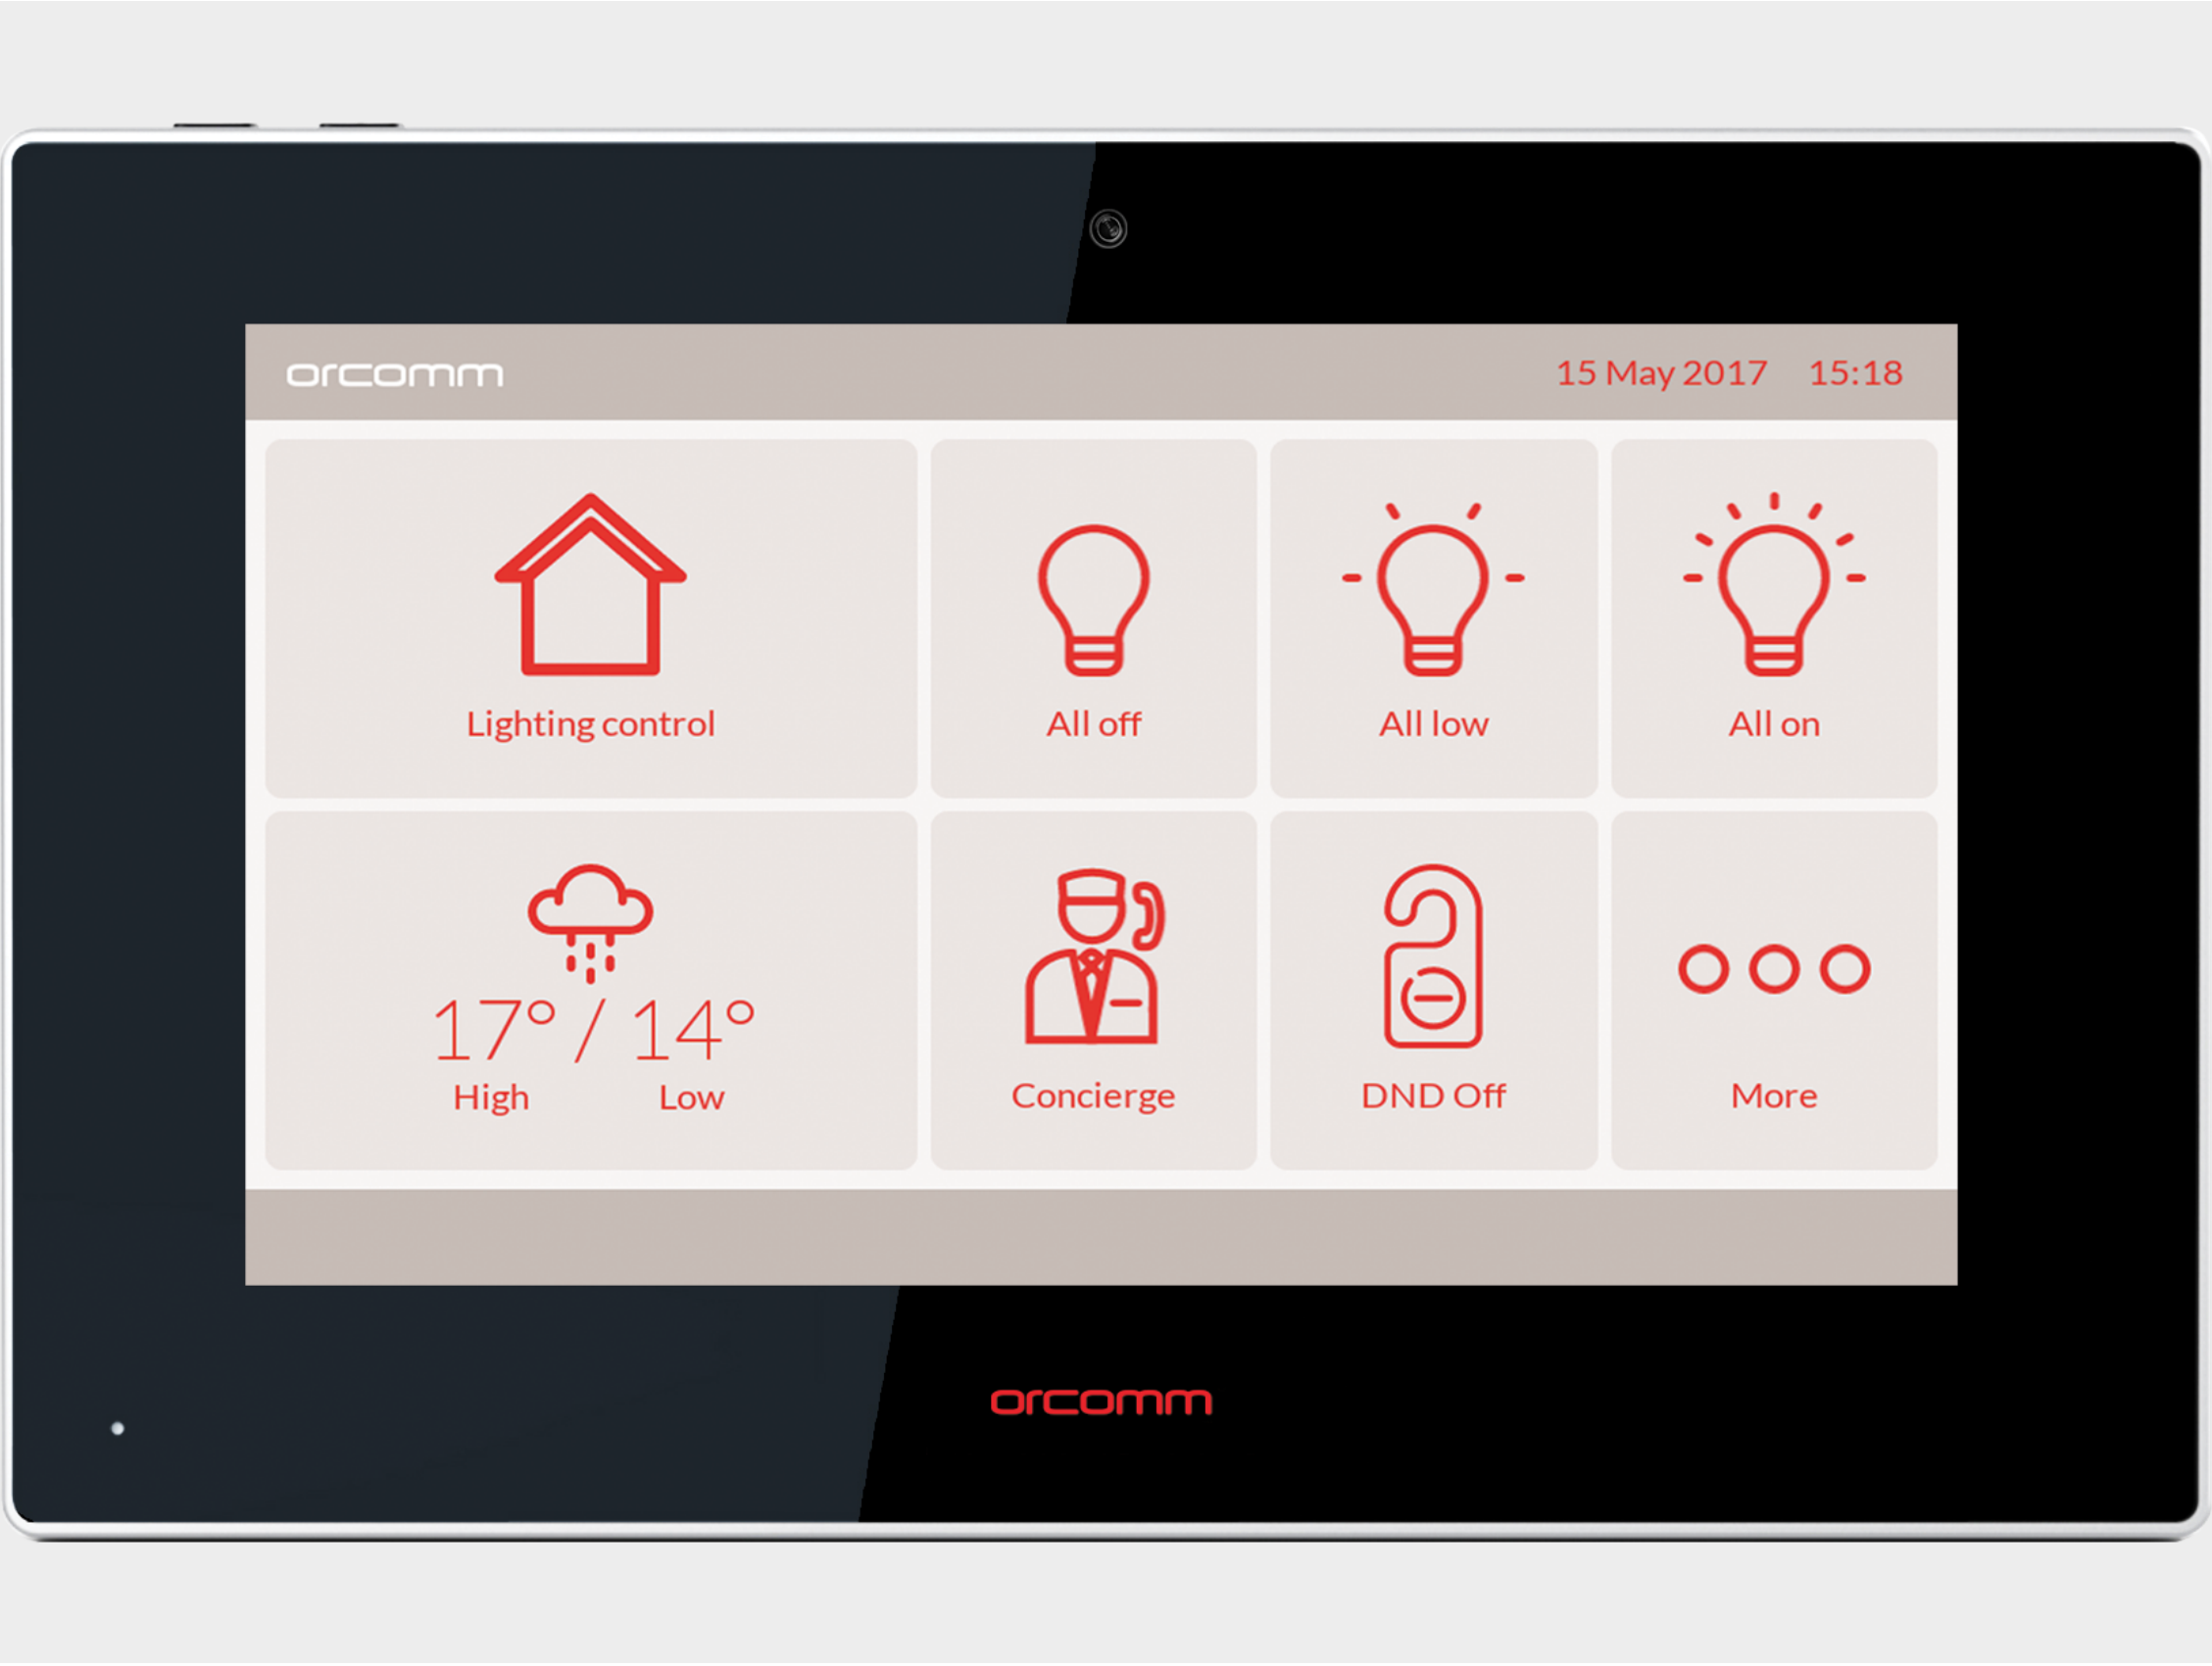 orcomm
15 May 2017 15:18
Lighting control
All off
All low
All on
17° / 14°
High Low
Concierge
DND Off
More
orcomm